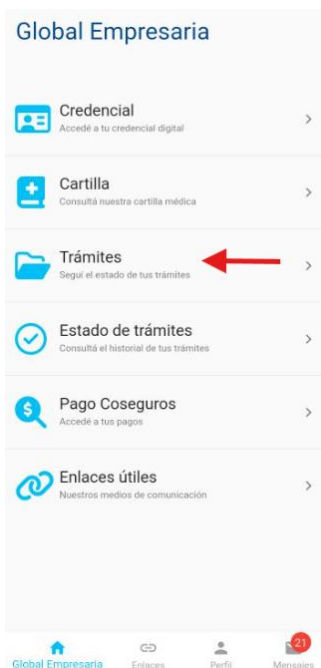 Global Empresaria
Credencial
Accedé a tu credencial digital
Cartilla
Consultá nuestra cartilla médica
Trámites
Seguí el estado de tus trámites
Estado de trámites
Consultá el historial de tus trámites
Pago Coseguros
Accedé a tus pagos
Enlaces útiles
Nuestros medios de comunicación
21
Global Empresaria Enlaces Perfil Mensajes